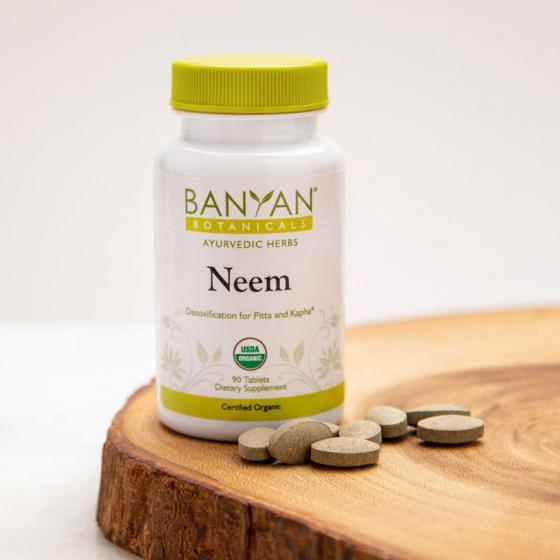 BANYAN®
BOTANICALS
AYURVEDIC HERBS
Neem
Detoxification for Pitta and Kapha*
USDA
ORGANIC
90 Tablets
Dietary Supplement
Certified Organic